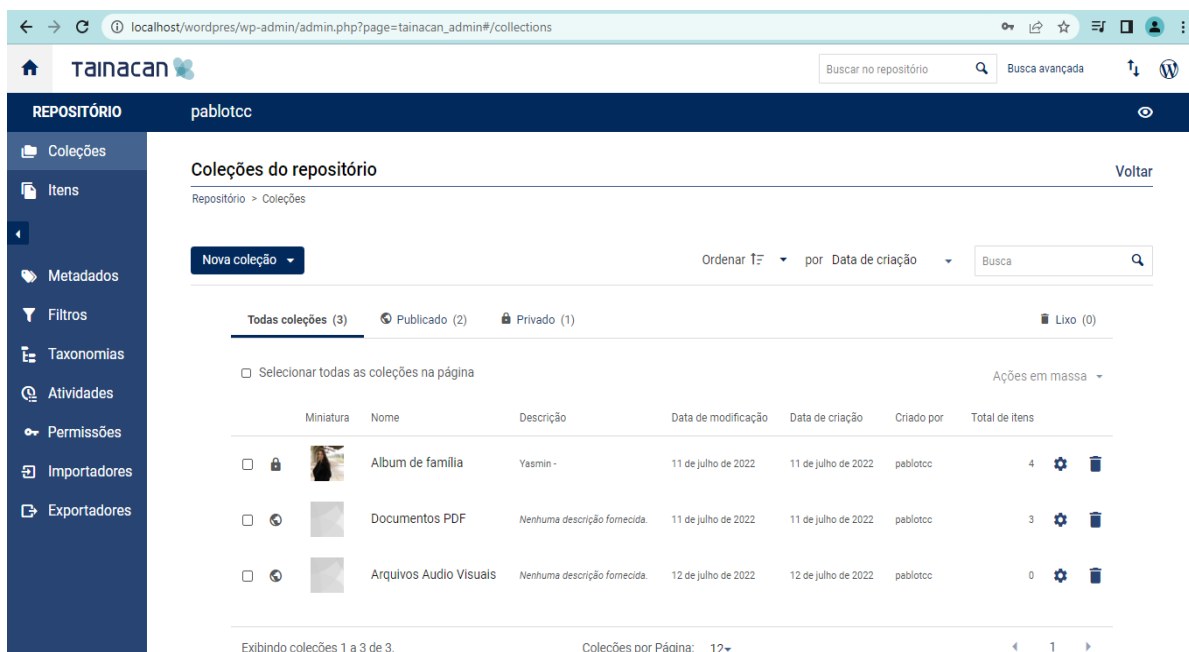 localhost/wordpres/wp-admin/admin.php?page=tainacan_admin#/collections
Tainacan
Buscar no repositório
Busca avançada
REPOSITÓRIO
pablotcc
Coleções
Itens
Metadados
Filtros
Taxonomias
Atividades
Permissões
Importadores
Exportadores
Coleções do repositório
Voltar
Repositório > Coleções
Nova coleção
Ordenar
por Data de criação
Busca
Todas coleções (3)
Publicado (2)
Privado (1)
Lixo (0)
Selecionar todas as coleções na página
Ações em massa
Miniatura Nome Descrição Data de modificação Data de criação Criado por Total de itens
Album de família Yasmin - 11 de julho de 2022 11 de julho de 2022 pablotcc 4
Documentos PDF Nenhuma descrição fornecida. 11 de julho de 2022 11 de julho de 2022 pablotcc 3
Arquivos Audio Visuais Nenhuma descrição fornecida. 12 de julho de 2022 12 de julho de 2022 pablotcc 0
Exibindo coleções 1 a 3 de 3. Coleções por Página: 12 1